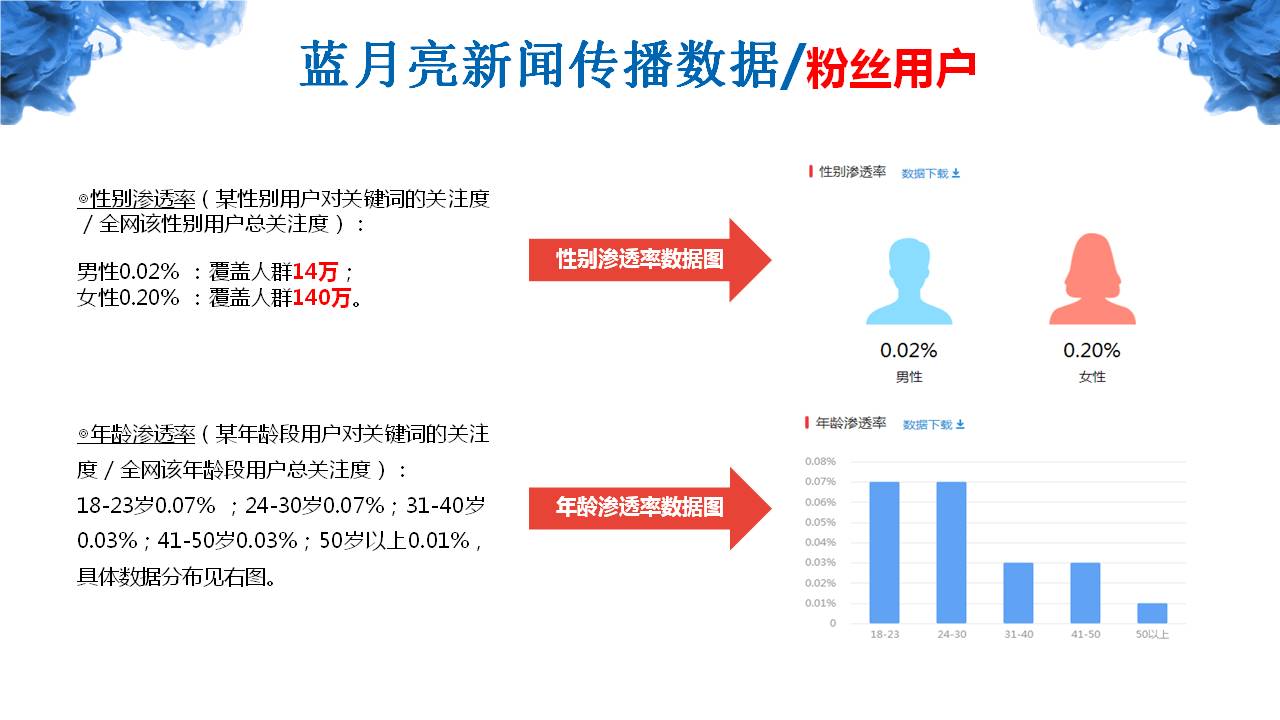 蓝月亮新闻传播数据/粉丝用户
◎性别渗透率（某性别用户对关键词的关注度
/全网该性别用户总关注度）：
男性0.02% ：覆盖人群14万；
女性0.20% ：覆盖人群140万。
性别渗透率数据图
性别渗透率 数据下载
0.02% 0.20%
男性 女性
◎年龄渗透率（某年龄段用户对关键词的关注
度/全网该年龄段用户总关注度）：
18-23岁0.07% ；24-30岁0.07%；31-40岁
0.03%；41-50岁0.03%；50岁以上0.01%，
具体数据分布见右图。
年龄渗透率数据图
年龄渗透率 数据下载
0.08%
0.07%
0.06%
0.05%
0.04%
0.03%
0.02%
0.01%
0
18-23 24-30 31-40 41-50 50以上